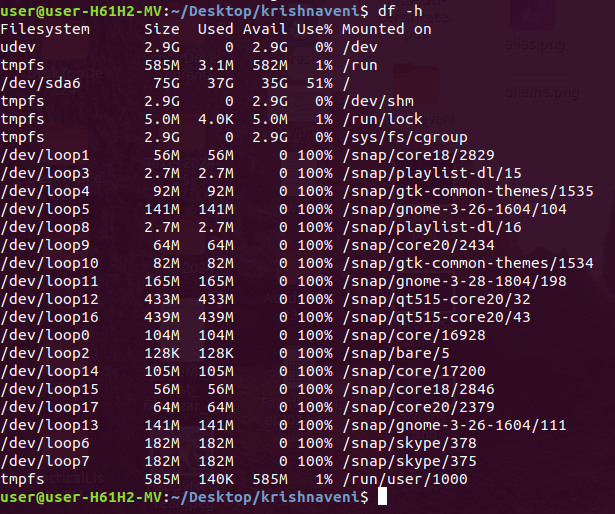 user@user-H61H2-MV:~/Desktop/krishnaveni$ df -h
Filesystem Size Used Avail Use% Mounted on
udev 2.9G 0 2.9G 0% /dev
tmpfs 585M 3.1M 582M 1% /run
/dev/sda6 75G 37G 35G 51% /
tmpfs 2.9G 0 2.9G 0% /dev/shm
tmpfs 5.0M 4.0K 5.0M 1% /run/lock
tmpfs 2.9G 0 2.9G 0% /sys/fs/cgroup
/dev/loop1 56M 56M 0 100% /snap/core18/2829
/dev/loop3 2.7M 2.7M 0 100% /snap/playlist-dl/15
/dev/loop4 92M 92M 0 100% /snap/gtk-common-themes/1535
/dev/loop5 141M 141M 0 100% /snap/gnome-3-26-1604/104
/dev/loop8 2.7M 2.7M 0 100% /snap/playlist-dl/16
/dev/loop9 64M 64M 0 100% /snap/core20/2434
/dev/loop10 82M 82M 0 100% /snap/gtk-common-themes/1534
/dev/loop11 165M 165M 0 100% /snap/gnome-3-28-1804/198
/dev/loop12 433M 433M 0 100% /snap/qt515-core20/32
/dev/loop16 439M 439M 0 100% /snap/qt515-core20/43
/dev/loop0 104M 104M 0 100% /snap/core/16928
/dev/loop2 128K 128K 0 100% /snap/bare/5
/dev/loop14 105M 105M 0 100% /snap/core/17200
/dev/loop15 56M 56M 0 100% /snap/core18/2846
/dev/loop17 64M 64M 0 100% /snap/core20/2379
/dev/loop13 141M 141M 0 100% /snap/gnome-3-26-1604/111
/dev/loop6 182M 182M 0 100% /snap/skype/378
/dev/loop7 182M 182M 0 100% /snap/skype/375
tmpfs 585M 140K 585M 1% /run/user/1000
user@user-H61H2-MV:~/Desktop/krishnaveni$
alias.png
uname.png